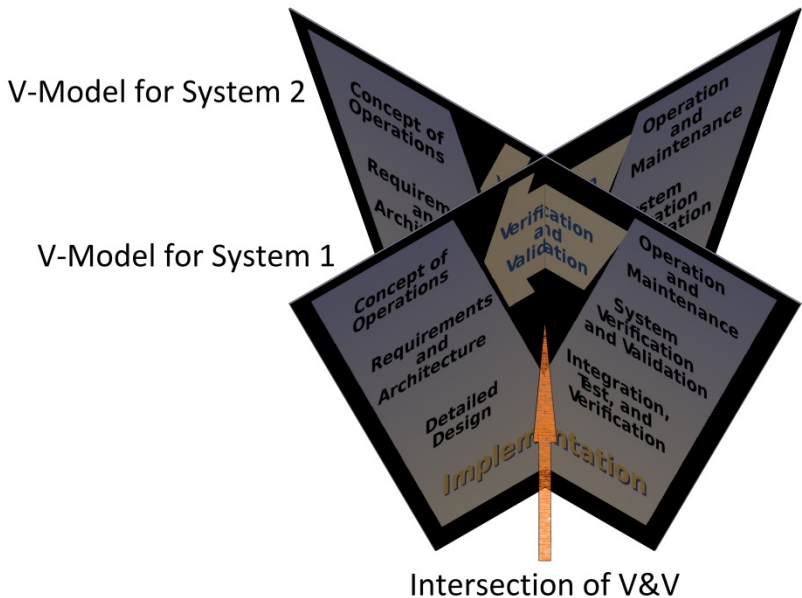 V-Model for System 2
Concept of
Operations
Operation
and
Maintenance
V-Model for System 1
Concept of
Operations
Requirements
and
Architecture
Detailed
Design
Verification
and
Validation
Operation
and
Maintenance
System
Verification
and Validation
Integration,
Test, and
Verification
Implementation
Intersection of V&V